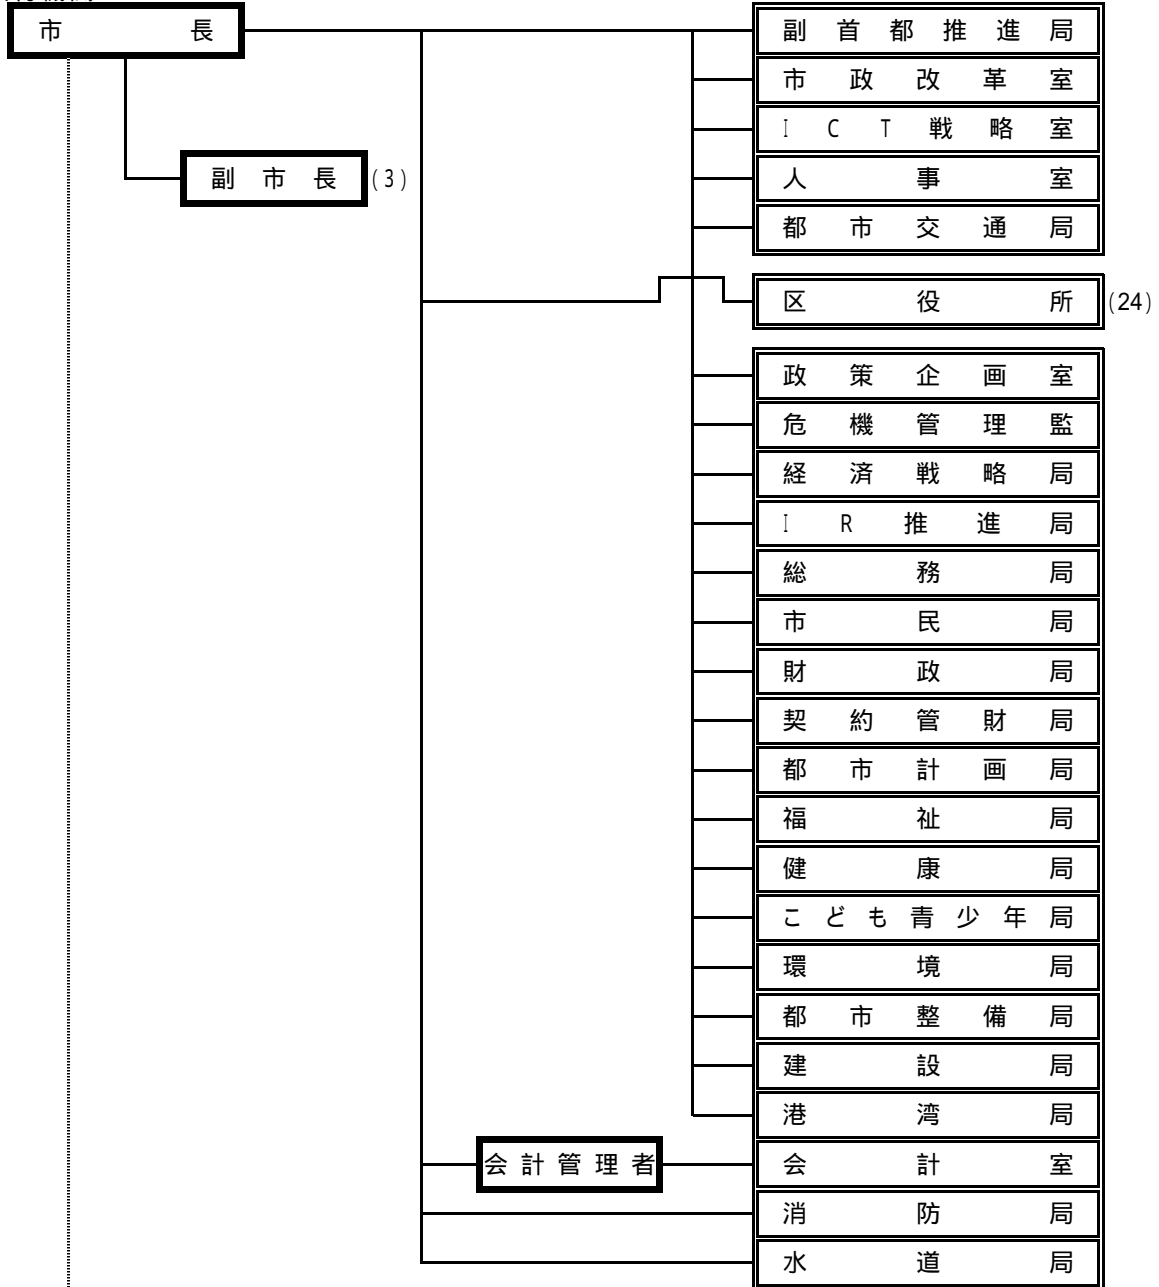 市長
副首都推進局
市政改革室
ICT戦略室
副市長(3)
人事室
都市交通局
区役所(24)
政策企画室
危機管理監
経済戦略局
IR推進局
総務局
市民局
財政局
契約管財局
都市計画局
福祉局
健康局
こども青少年局
環境局
都市整備局
建設局
港湾局
会計管理者
会計室
消防局
水道局